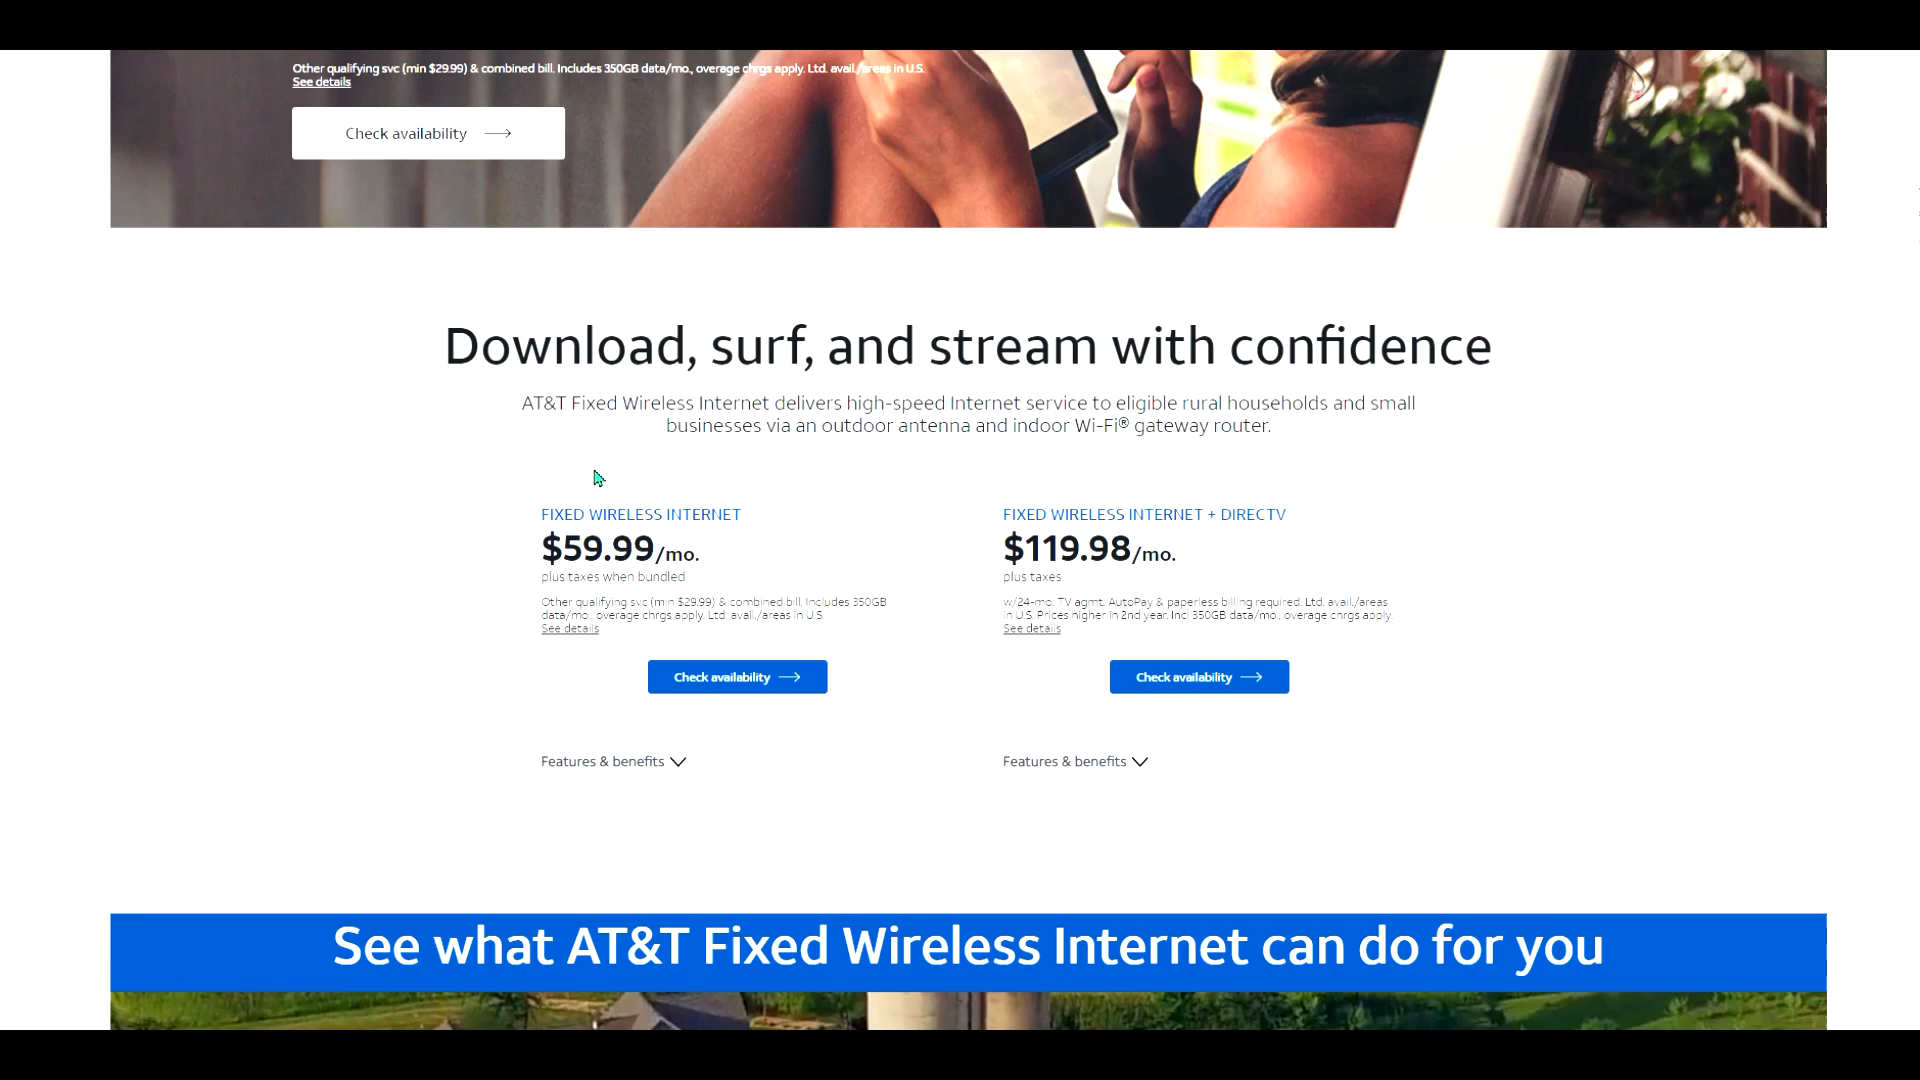 Other qualifying svc (min $29.99) & combined bill. Includes 350GB data/mo., overage chrgs apply. Ltd. avail./areas in U.S.
See details
Check availability
Download, surf, and stream with confidence
AT&T Fixed Wireless Internet delivers high-speed Internet service to eligible rural households and small
businesses via an outdoor antenna and indoor Wi-Fi® gateway router.
FIXED WIRELESS INTERNET
$59.99/mo.
plus taxes when bundled
Other qualifying svc (min $29.99) & combined bill. Includes 350GB
data/mo., overage chrgs apply. Ltd. avail./areas in U.S.
See details
Check availability
Features & benefits
FIXED WIRELESS INTERNET + DIRECTV
$119.98/mo.
plus taxes
w/24-mo. TV agmt. AutoPay & paperless billing required. Ltd. avail./areas
in U.S. Prices higher in 2nd year. Incl 350GB data/mo., overage chrgs apply.
See details
Check availability
Features & benefits
See what AT&T Fixed Wireless Internet can do for you